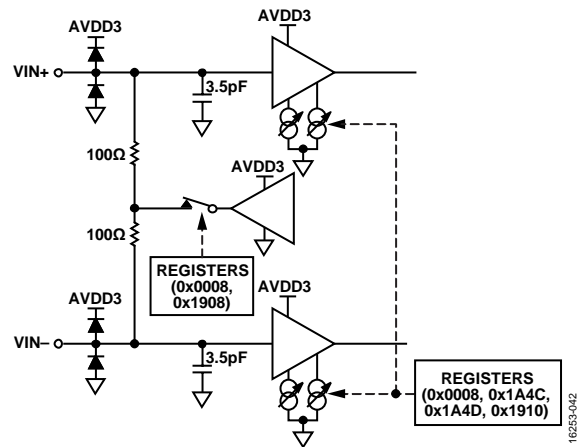 AVDD3
AVDD3
VIN+
3.5pF
100Ω
AVDD3
100Ω
REGISTERS
(0x0008,
0x1908)
AVDD3
AVDD3
VIN–
3.5pF
REGISTERS
(0x0008, 0x1A4C,
0x1A4D, 0x1910)
16253-042